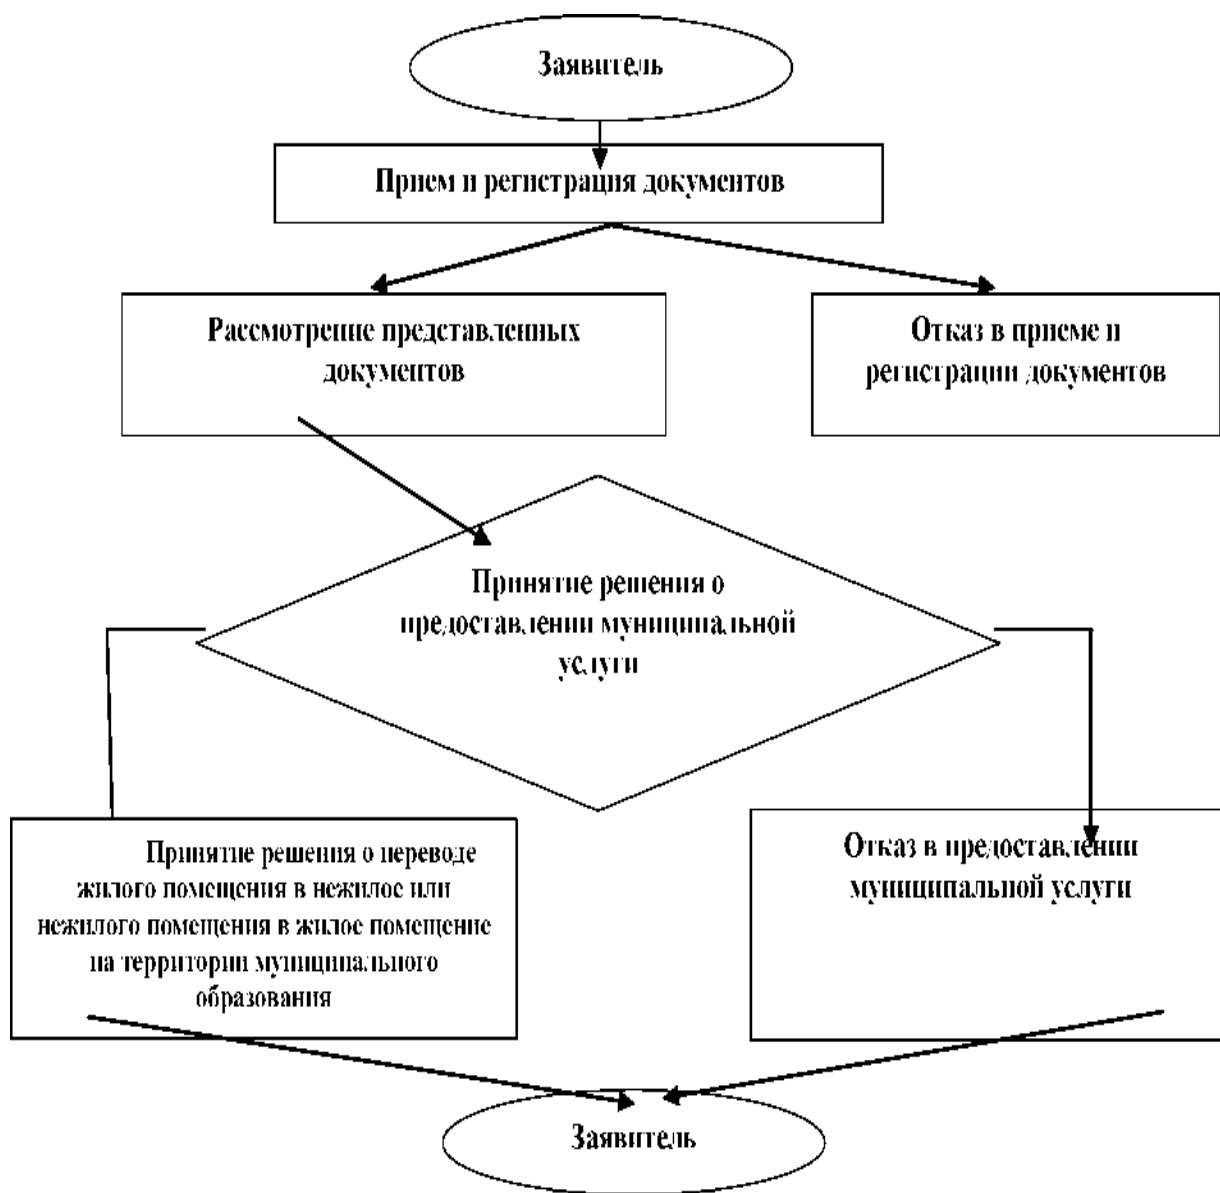 Заявитель
Прием и регистрация документов
Рассмотрение представленных
документов
Отказ в приеме и
регистрации документов
Принятие решения о
предоставлении муниципальной
услуги
Принятие решения о переводе
жилого помещения в нежилое или
нежилого помещения в жилое помещение
на территории муниципального
образования
Отказ в предоставлении
муниципальной услуги
Заявитель